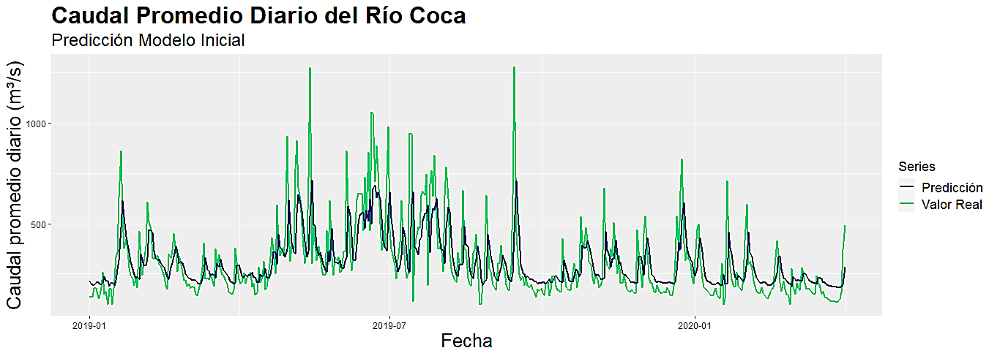 Caudal Promedio Diario del Río Coca
Predicción Modelo Inicial
Caudal promedio diario (m³/s)
1000
500
2019-01
2019-07
2020-01
Fecha
Series
Predicción
Valor Real